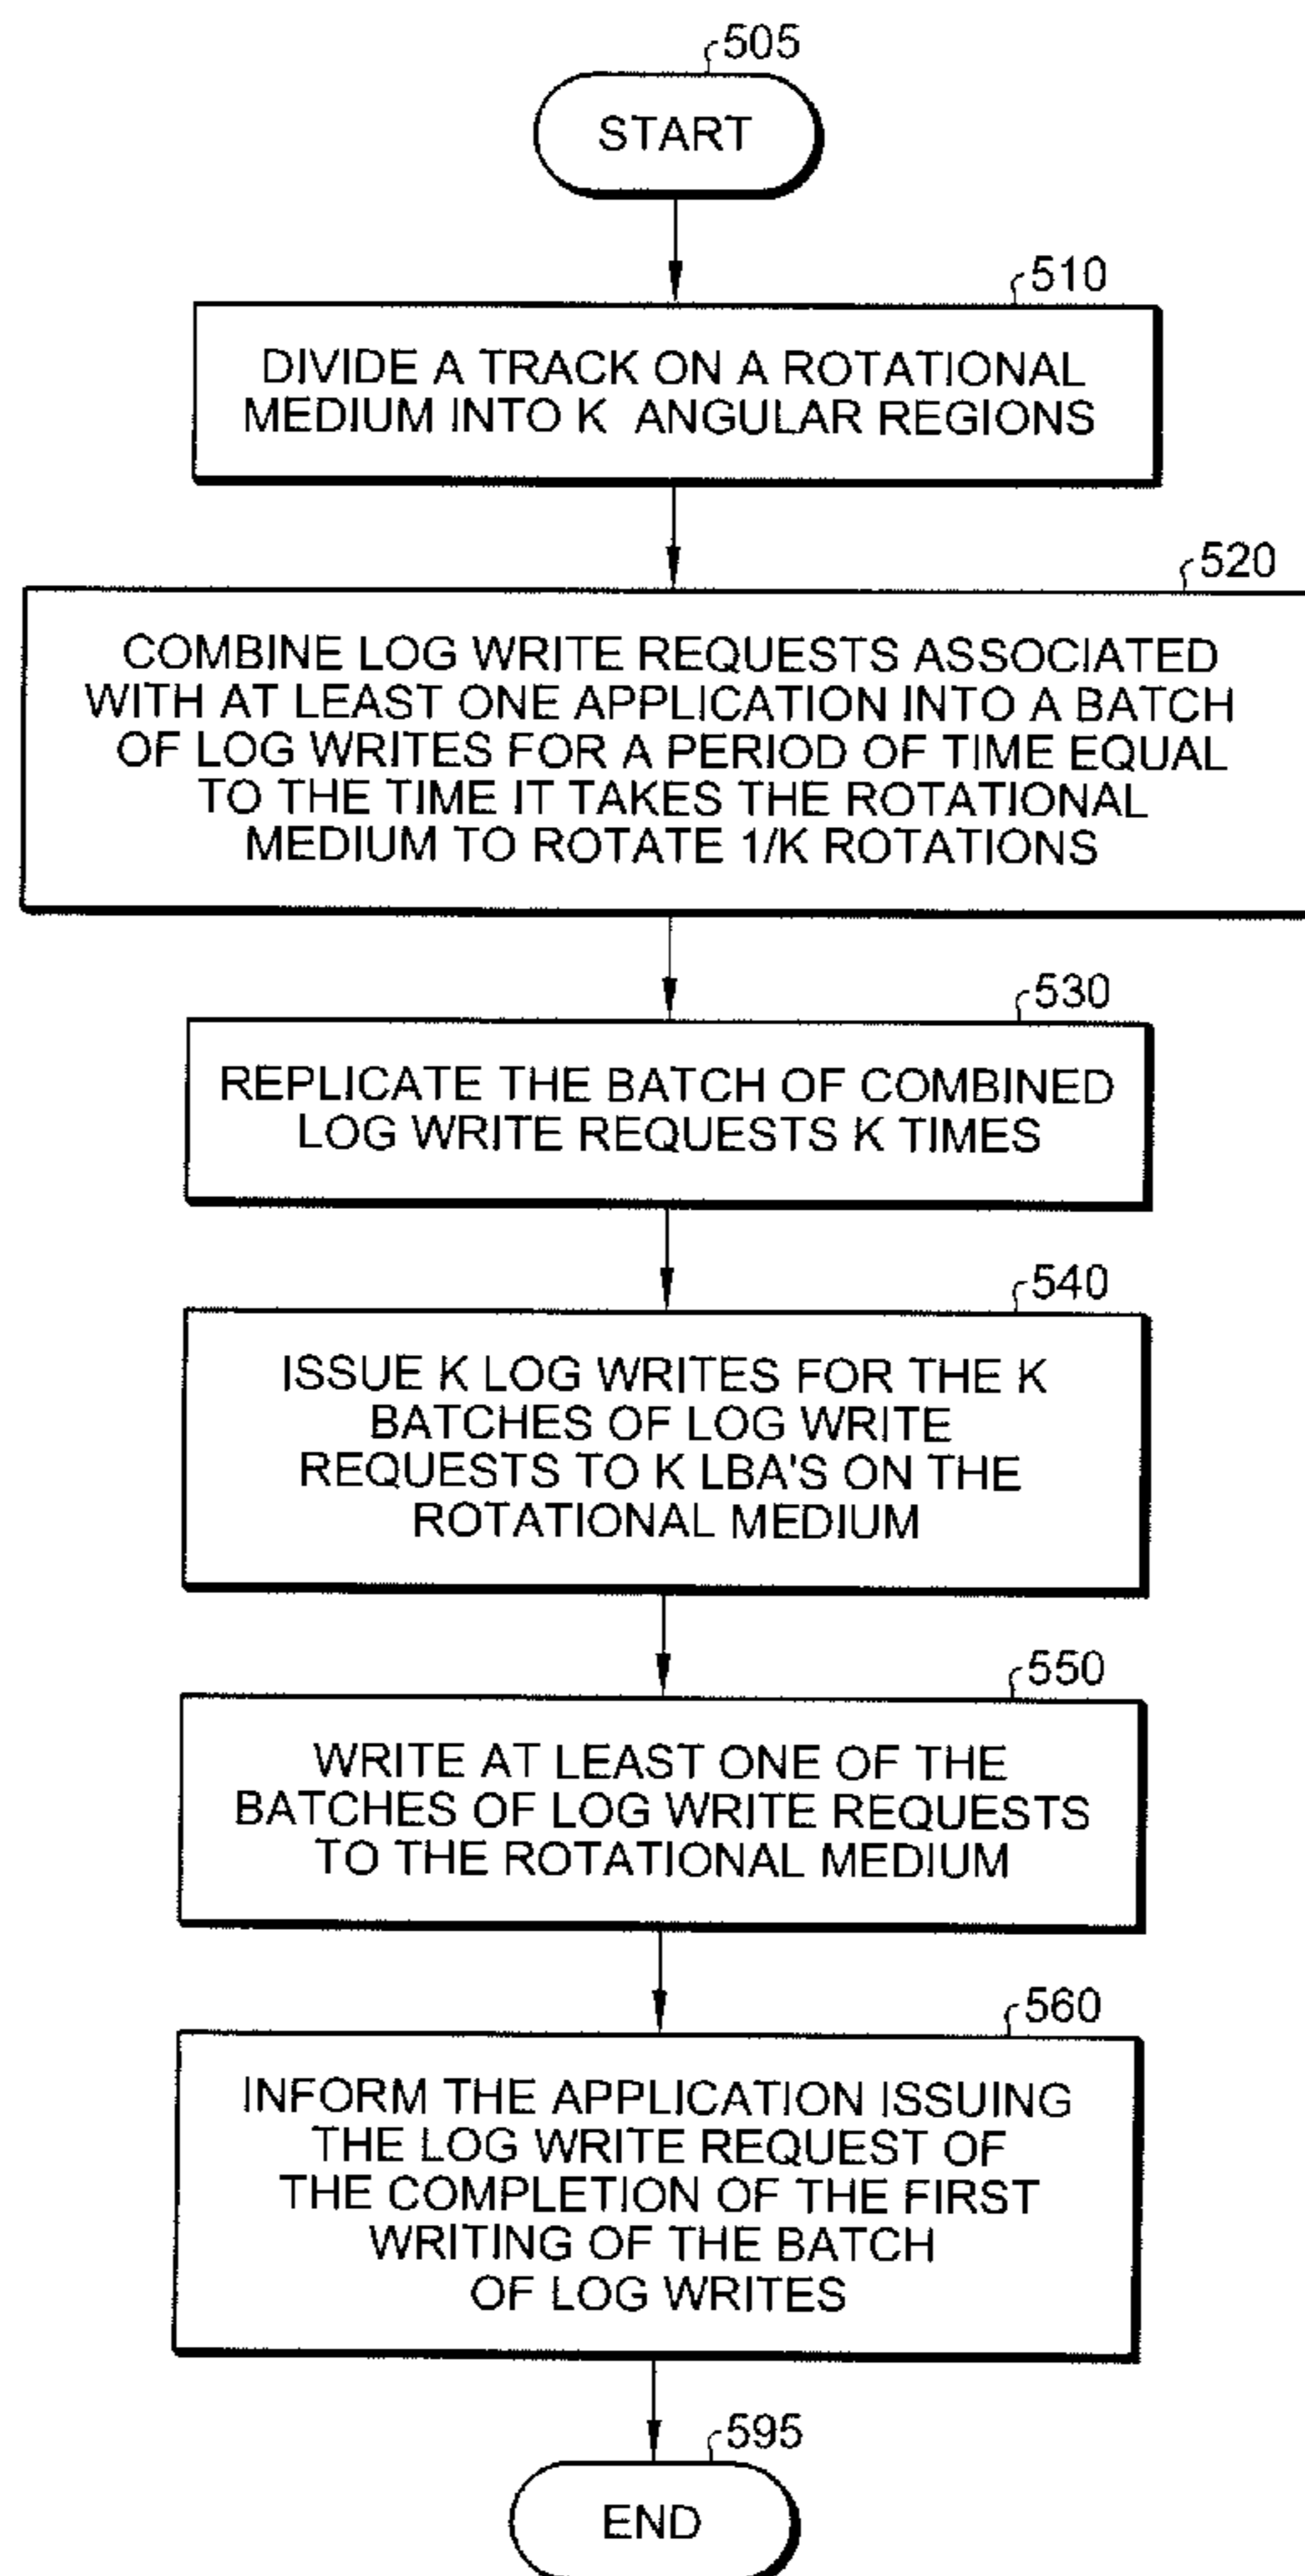 505
START
510
DIVIDE A TRACK ON A ROTATIONAL
MEDIUM INTO K ANGULAR REGIONS
520
COMBINE LOG WRITE REQUESTS ASSOCIATED
WITH AT LEAST ONE APPLICATION INTO A BATCH
OF LOG WRITES FOR A PERIOD OF TIME EQUAL
TO THE TIME IT TAKES THE ROTATIONAL
MEDIUM TO ROTATE 1/K ROTATIONS
530
REPLICATE THE BATCH OF COMBINED
LOG WRITE REQUESTS K TIMES
540
ISSUE K LOG WRITES FOR THE K
BATCHES OF LOG WRITE
REQUESTS TO K LBA'S ON THE
ROTATIONAL MEDIUM
550
WRITE AT LEAST ONE OF THE
BATCHES OF LOG WRITE REQUESTS
TO THE ROTATIONAL MEDIUM
560
INFORM THE APPLICATION ISSUING
THE LOG WRITE REQUEST OF
THE COMPLETION OF THE FIRST
WRITING OF THE BATCH
OF LOG WRITES
595
END